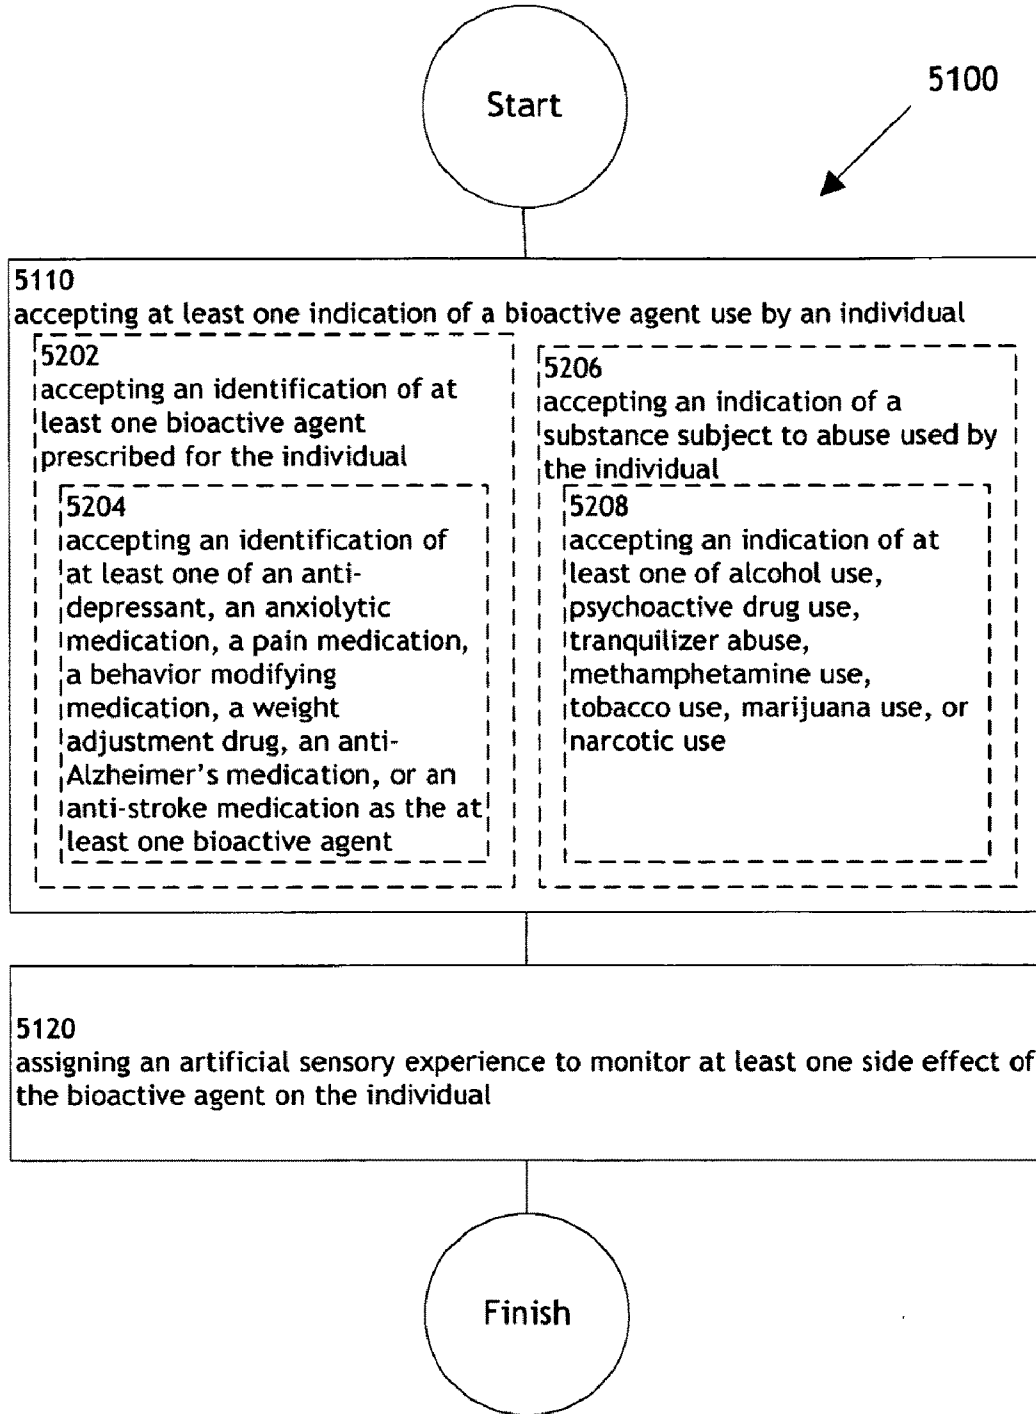 Start
5100
5110
accepting at least one indication of a bioactive agent use by an individual
5202
accepting an identification of at
least one bioactive agent
prescribed for the individual
5204
accepting an identification of
at least one of an anti-
depressant, an anxiolytic
medication, a pain medication,
a behavior modifying
medication, a weight
adjustment drug, an anti-
Alzheimer's medication, or an
anti-stroke medication as the at
least one bioactive agent
5206
accepting an indication of a
substance subject to abuse used by
the individual
5208
accepting an indication of at
least one of alcohol use,
psychoactive drug use,
tranquilizer abuse,
methamphetamine use,
tobacco use, marijuana use, or
narcotic use
5120
assigning an artificial sensory experience to monitor at least one side effect of
the bioactive agent on the individual
Finish